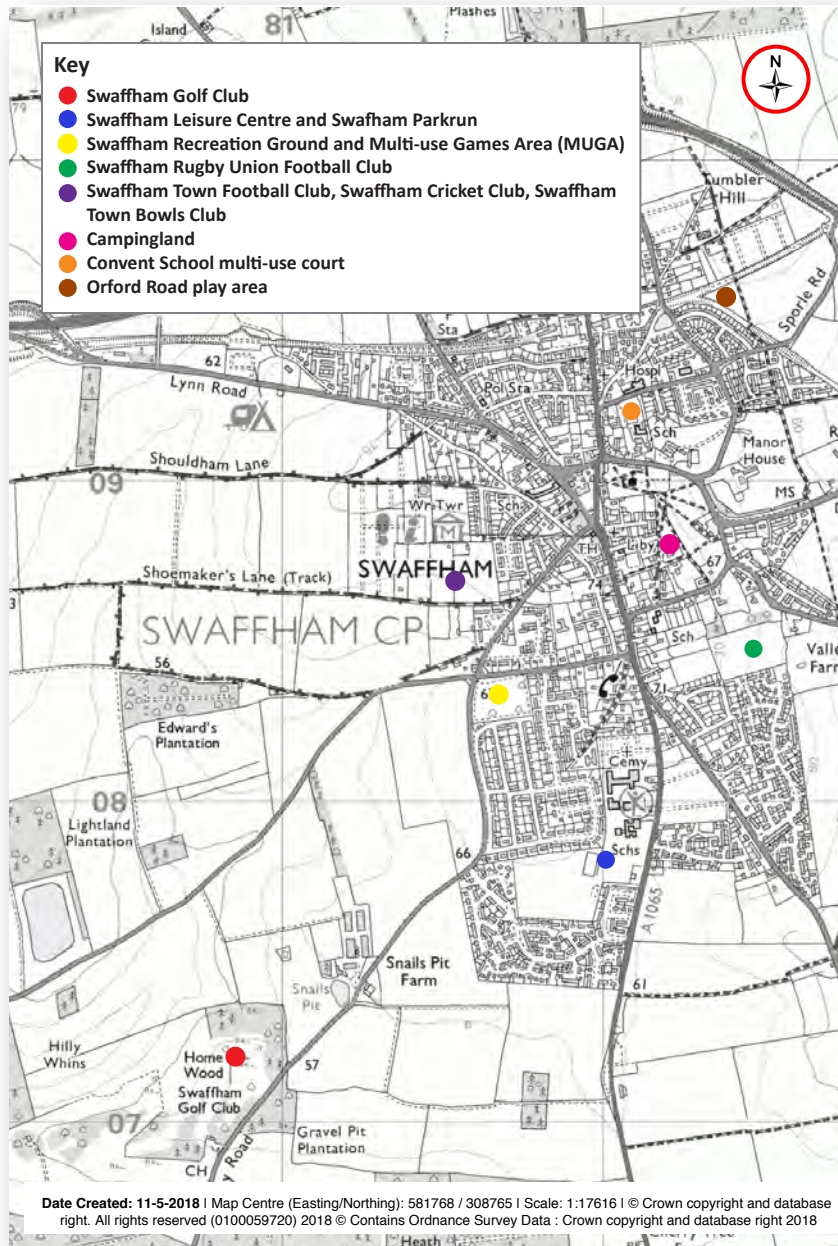 Island
81
Plashes
Key
N
Swaffham Golf Club
79
Swaffham Leisure Centre and Swafham Parkrun
Swaffham Recreation Ground and Multi-use Games Area (MUGA)
Swaffham Rugby Union Football Club
Swaffham Town Football Club, Swaffham Cricket Club, Swaffham
Town Bowls Club
Tumbler
Hill
Campingland
Convent School multi-use court
Orford Road play area
Sporle Rd
Sta
62
Hospl
Lynn Road
Pol Sta
Sch
Manor
House
Shouldham Lane
09
MS
Wr Twr
Sch
M
TH
Liby
67
SWAFFHAM
Shoemaker's Lane (Track)
74
3
SWAFFHAM CP
Sch
56
Valle
Farm
6
71
Edward's
Plantation
Cemy
08
Lightland
Plantation
66
Schs
A 1065
Snails Pit
Farm
61
Snails
Pit
Hilly
Whins
Home
Wood
57
Swaffham
Golf Club
07
Gravel Pit
Plantation
CH
y Road
Date Created: 11-5-2018 | Map Centre (Easting/Northing): 581768 / 308765 | Scale: 1:17616 | © Crown copyright and database
right. All rights reserved (0100059720) 2018 © Contains Ordnance Survey Data : Crown copyright and database right 2018
Heath